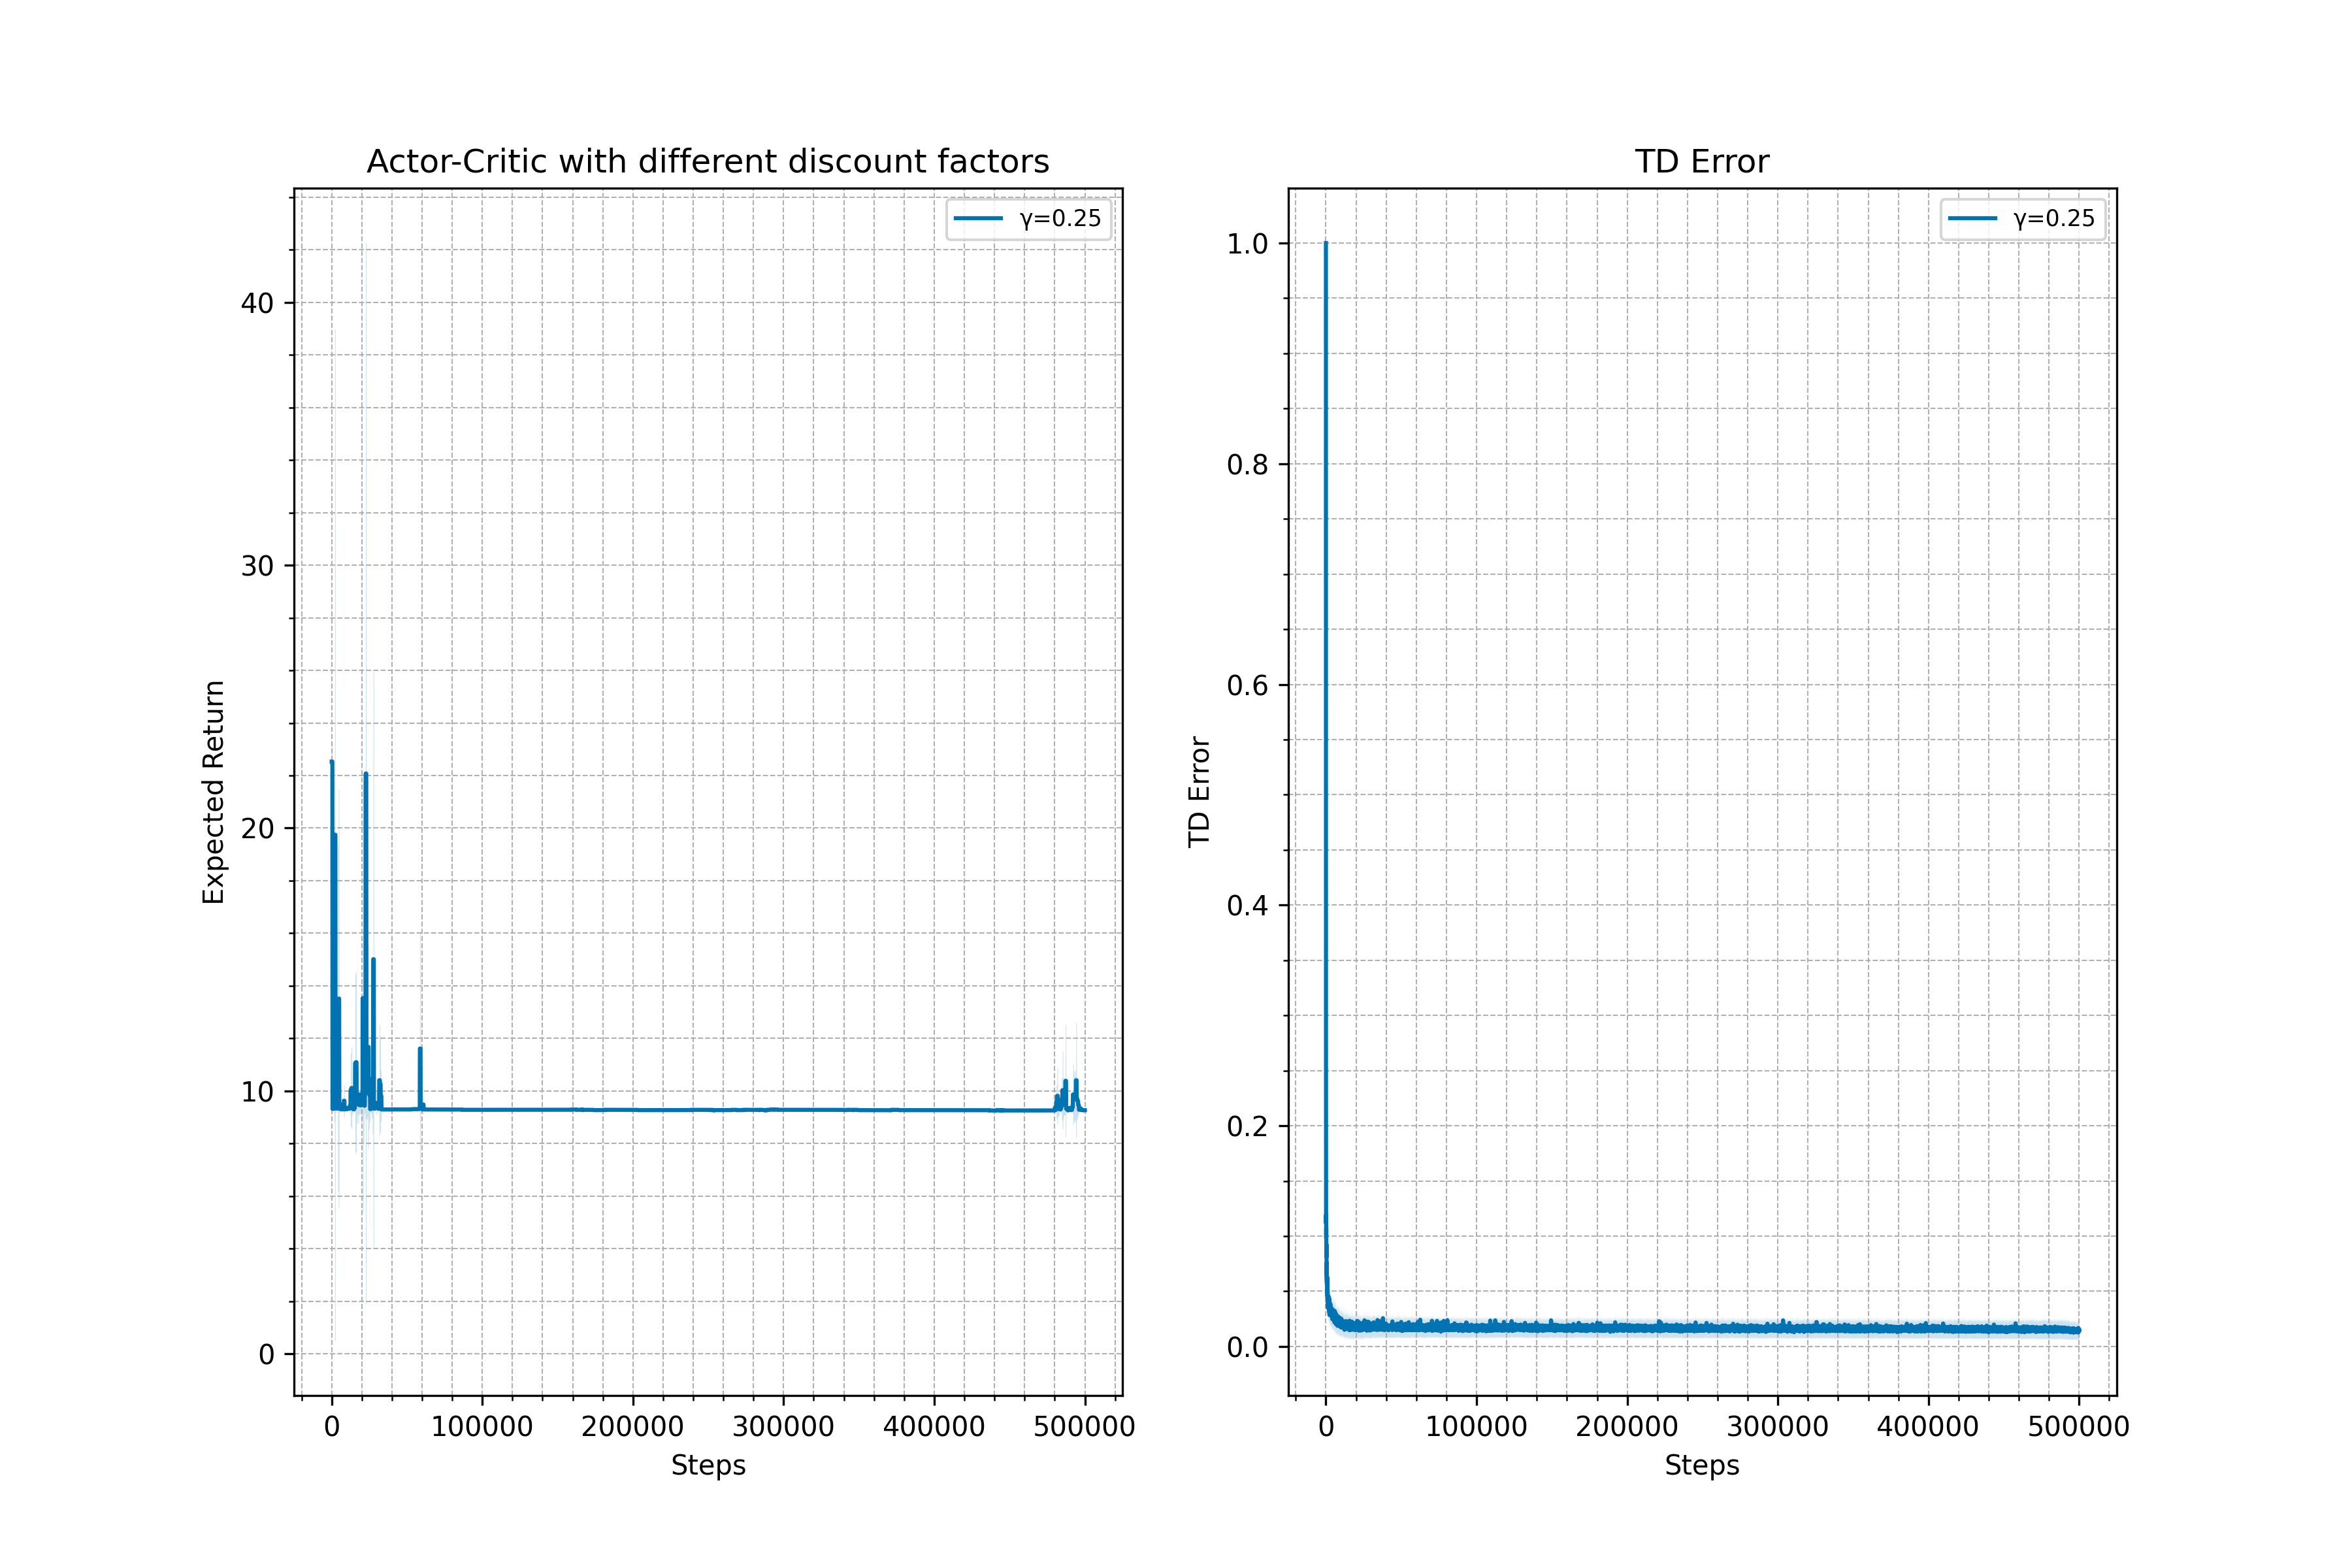 Actor-Critic with different discount factors
γ=0.25
40
30
20
10
0
Expected Return
0 100000 200000 300000 400000 500000
Steps
TD Error
γ=0.25
1.0
0.8
0.6
0.4
0.2
0.0
TD Error
0 100000 200000 300000 400000 500000
Steps